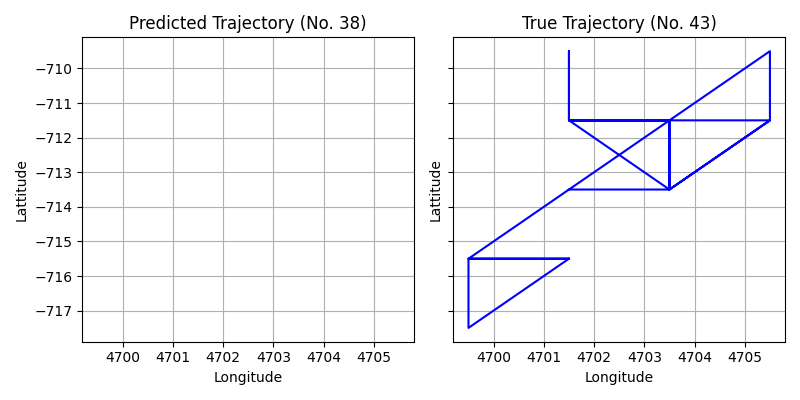 Predicted Trajectory (No. 38)
True Trajectory (No. 43)
Lattitude
−710
−711
−712
−713
−714
−715
−716
−717
4700 4701 4702 4703 4704 4705
Longitude
Lattitude
4700 4701 4702 4703 4704 4705
Longitude